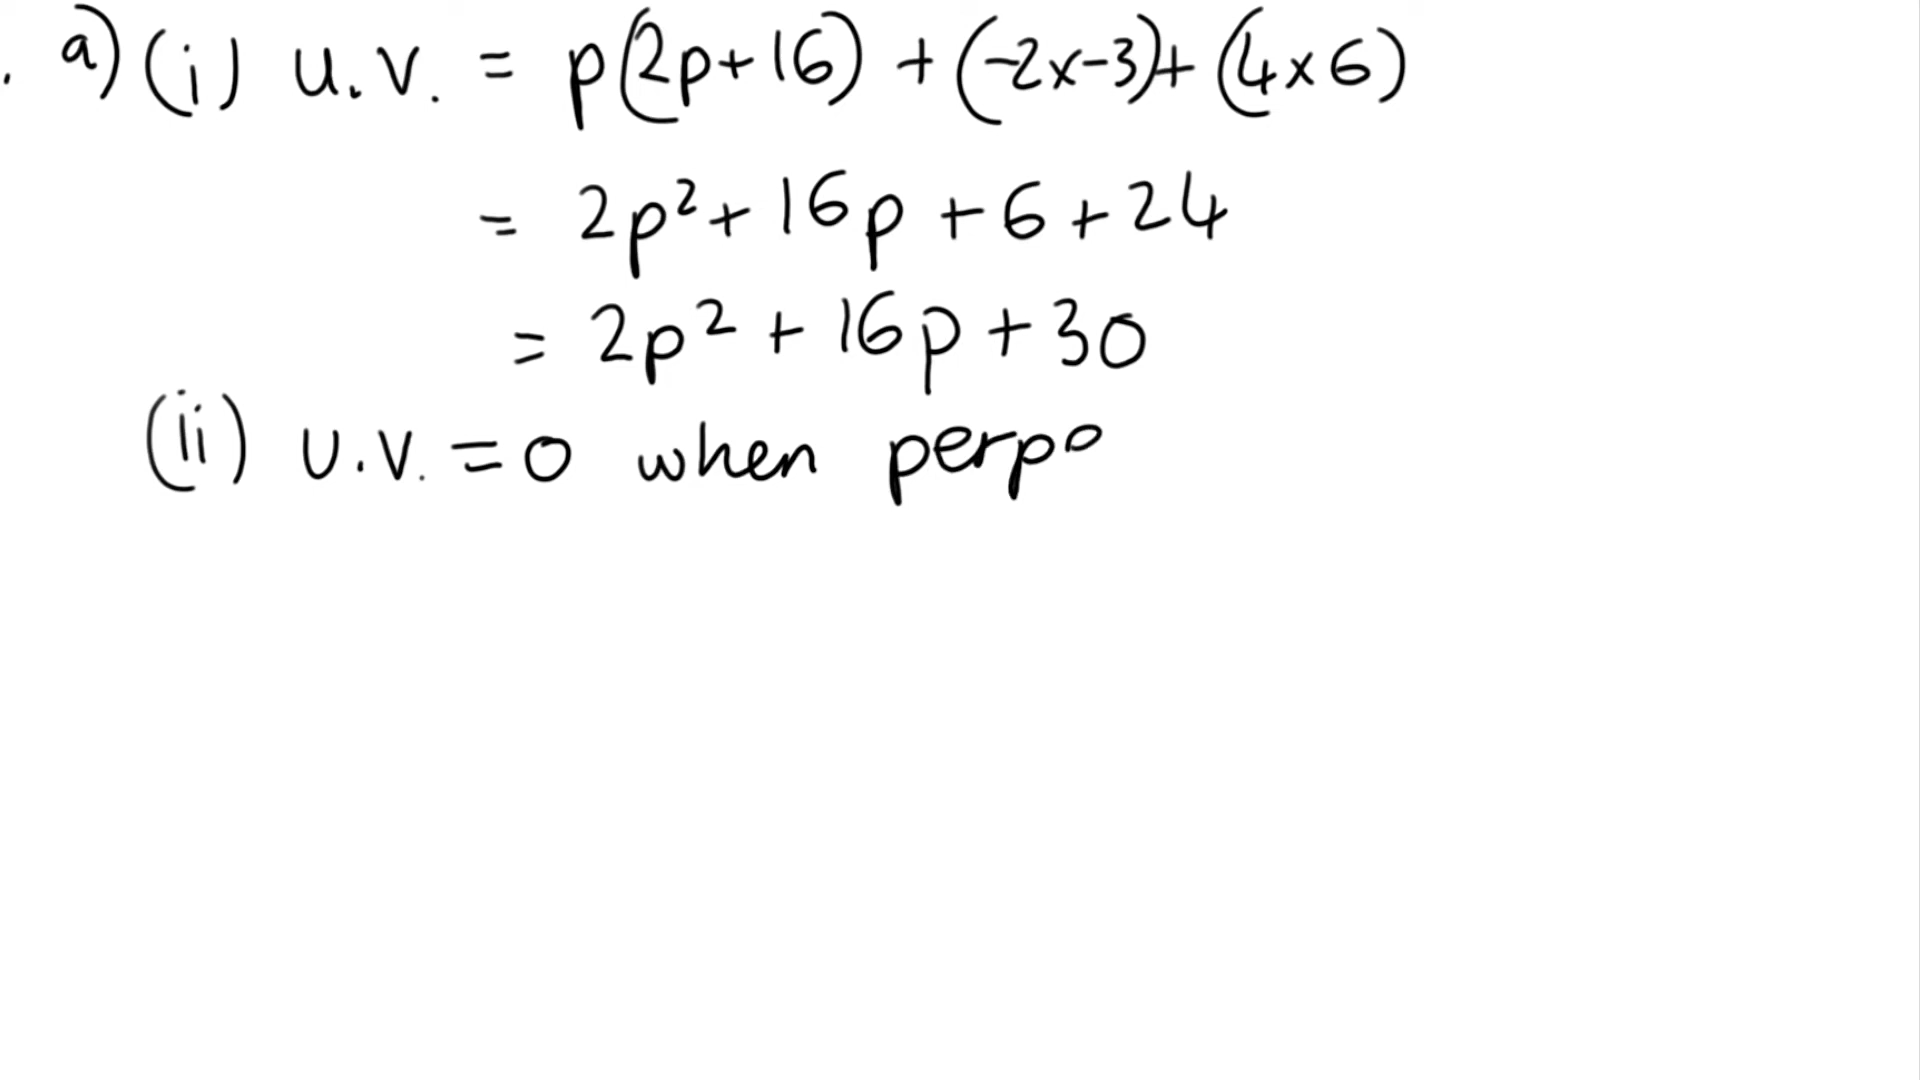 . a) (i) u.v. = p(2p+16) + (-2x-3)+ (4x6)
= 2p²+ 16p + 6 + 24
= 2p² + 16p + 30
(ii) u.v. = 0 when perpo